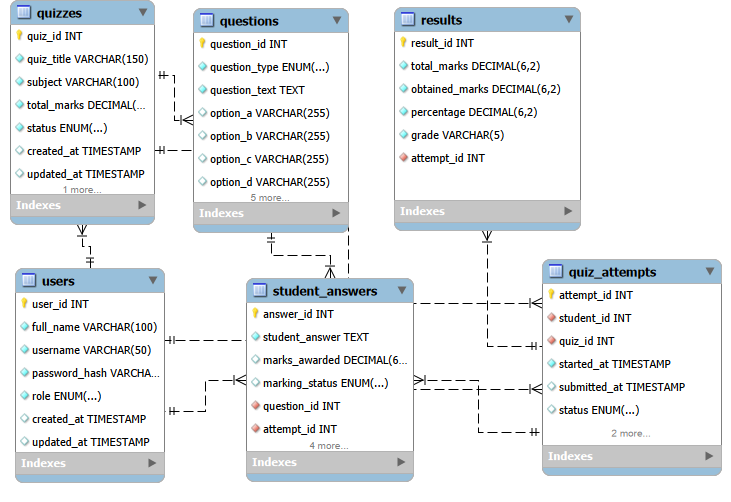 quizzes
quiz_id INT
quiz_title VARCHAR(150)
subject VARCHAR(100)
total_marks DECIMAL(...
status ENUM(...)
created_at TIMESTAMP
updated_at TIMESTAMP
1 more...
Indexes
questions
question_id INT
question_type ENUM(...)
question_text TEXT
option_a VARCHAR(255)
option_b VARCHAR(255)
option_c VARCHAR(255)
option_d VARCHAR(255)
5 more...
Indexes
results
result_id INT
total_marks DECIMAL(6,2)
obtained_marks DECIMAL(6,2)
percentage DECIMAL(6,2)
grade VARCHAR(5)
attempt_id INT
Indexes
users
user_id INT
full_name VARCHAR(100)
username VARCHAR(50)
password_hash VARCHA...
role ENUM(...)
created_at TIMESTAMP
updated_at TIMESTAMP
Indexes
student_answers
answer_id INT
student_answer TEXT
marks_awarded DECIMAL(6...
marking_status ENUM(...)
question_id INT
attempt_id INT
4 more...
Indexes
quiz_attempts
attempt_id INT
student_id INT
quiz_id INT
started_at TIMESTAMP
submitted_at TIMESTAMP
status ENUM(...)
2 more...
Indexes